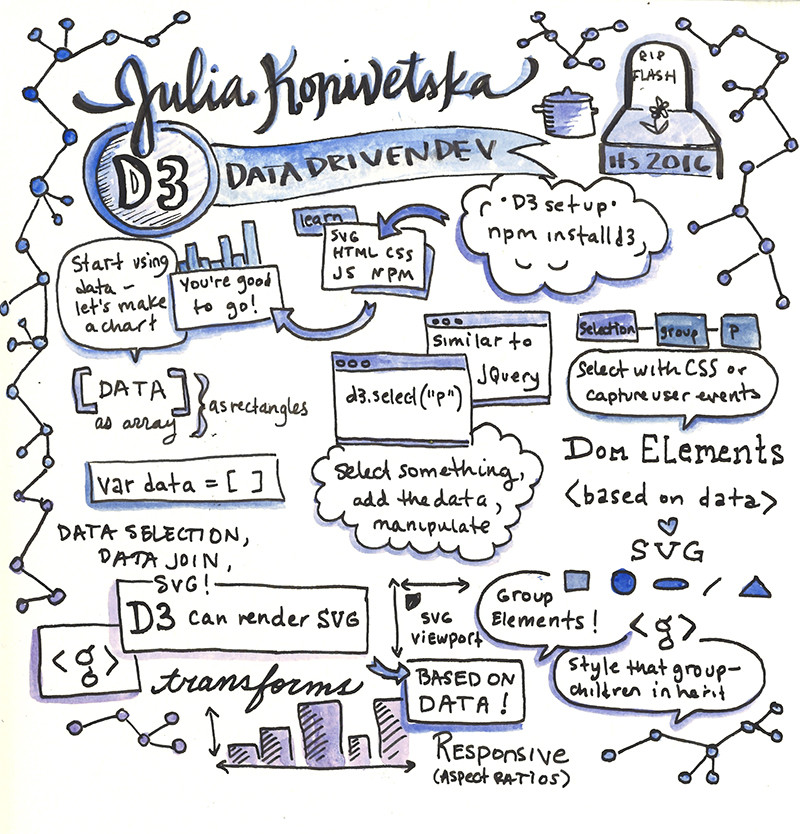 Julia Kopivetska
RIP
FLASH
HS 2016
D3
DATA DRIVEN DEV
learn
SVG
HTML CSS
JS NPM
• D3 setup •
npm install d3
Start using
data -
let's make
a chart
You're good
to go!
similar to
JQuery
d3.select("p")
Selection
group
P
Select with CSS or
capture user events
[DATA]
as array
as rectangles
var data = [ ]
Select something,
add the data,
manipulate
Dom Elements
<based on data>
SVG
DATA SELECTION,
DATA JOIN,
SVG!
D3 can render SVG
<g>
transforms
SVG
Viewport
BASED ON
DATA!
Group
Elements!
<g>
Style that group-
children inherit
RESPONSIVE
(ASPECT RATIOS)